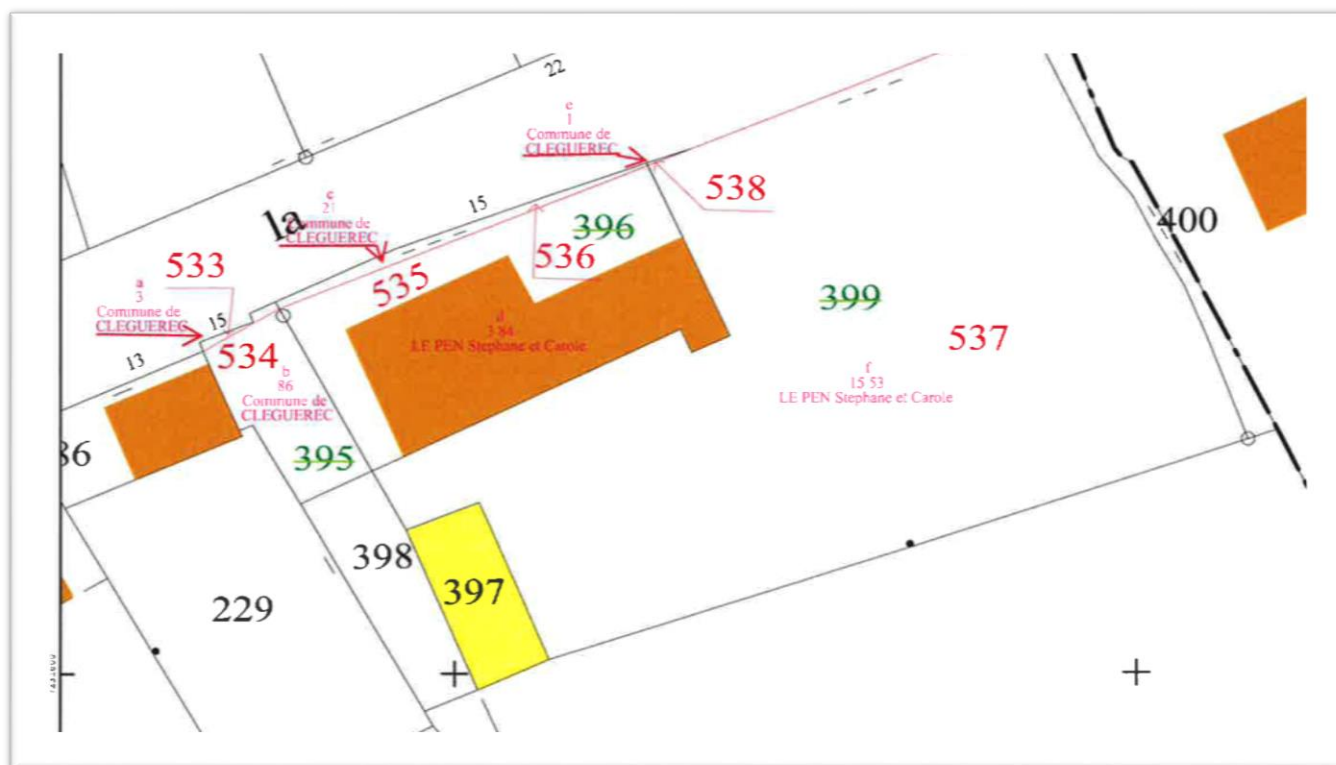 22
e
1
Commune de
CLEGUEREC
15
538
la
c
21
Commune de
CLEGUEREC
396
400
533
536
535
399
a
3
Commune de
CLEGUEREC
15
d
3 84
LE PEN Stephane et Carole
537
13
534
b
86
Commune de
CLEGUEREC
f
15 53
LE PEN Stephane et Carole
395
398
397
229